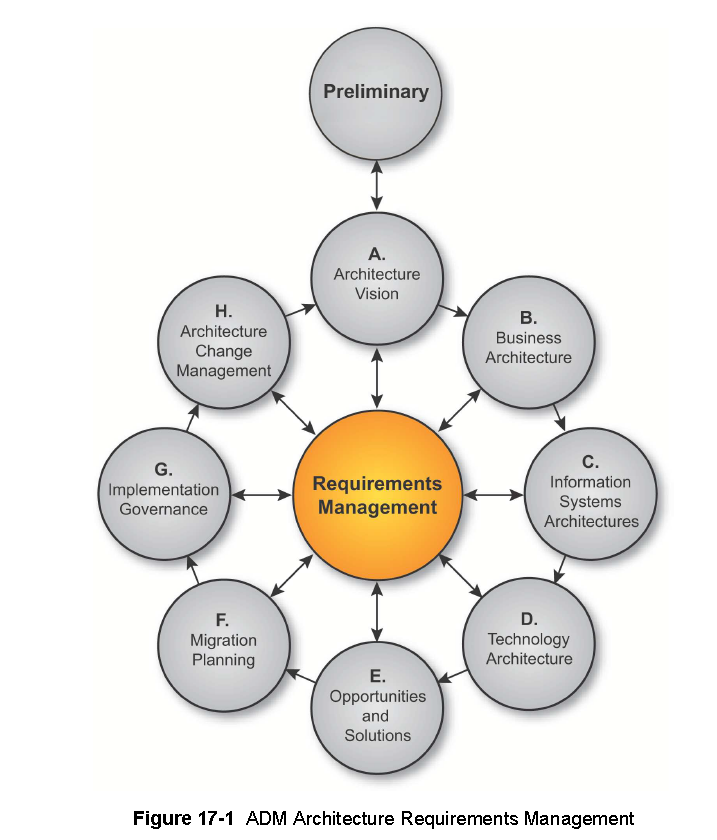 Preliminary
A.
Architecture
Vision
B.
Business
Architecture
C.
Information
Systems
Architectures
D.
Technology
Architecture
E.
Opportunities
and
Solutions
F.
Migration
Planning
G.
Implementation
Governance
H.
Architecture
Change
Management
Requirements
Management
Figure 17-1 ADM Architecture Requirements Management